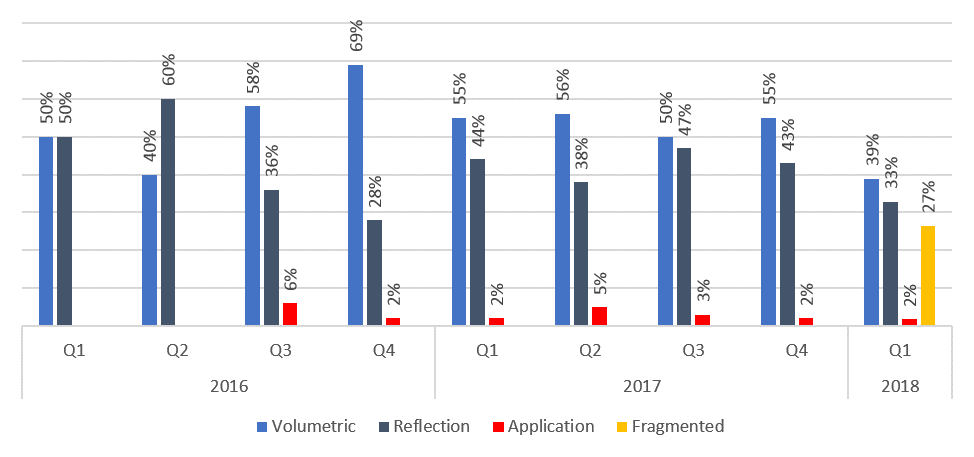 50% 50% 40% 60% 58% 36% 6% 69% 28% 2% 55% 44% 2% 56% 38% 5% 50% 47% 3% 55% 43% 2% 39% 33% 2% 27%
Q1 Q2 Q3 Q4 Q1 Q2 Q3 Q4 Q1
2016 2017 2018
Volumetric Reflection Application Fragmented